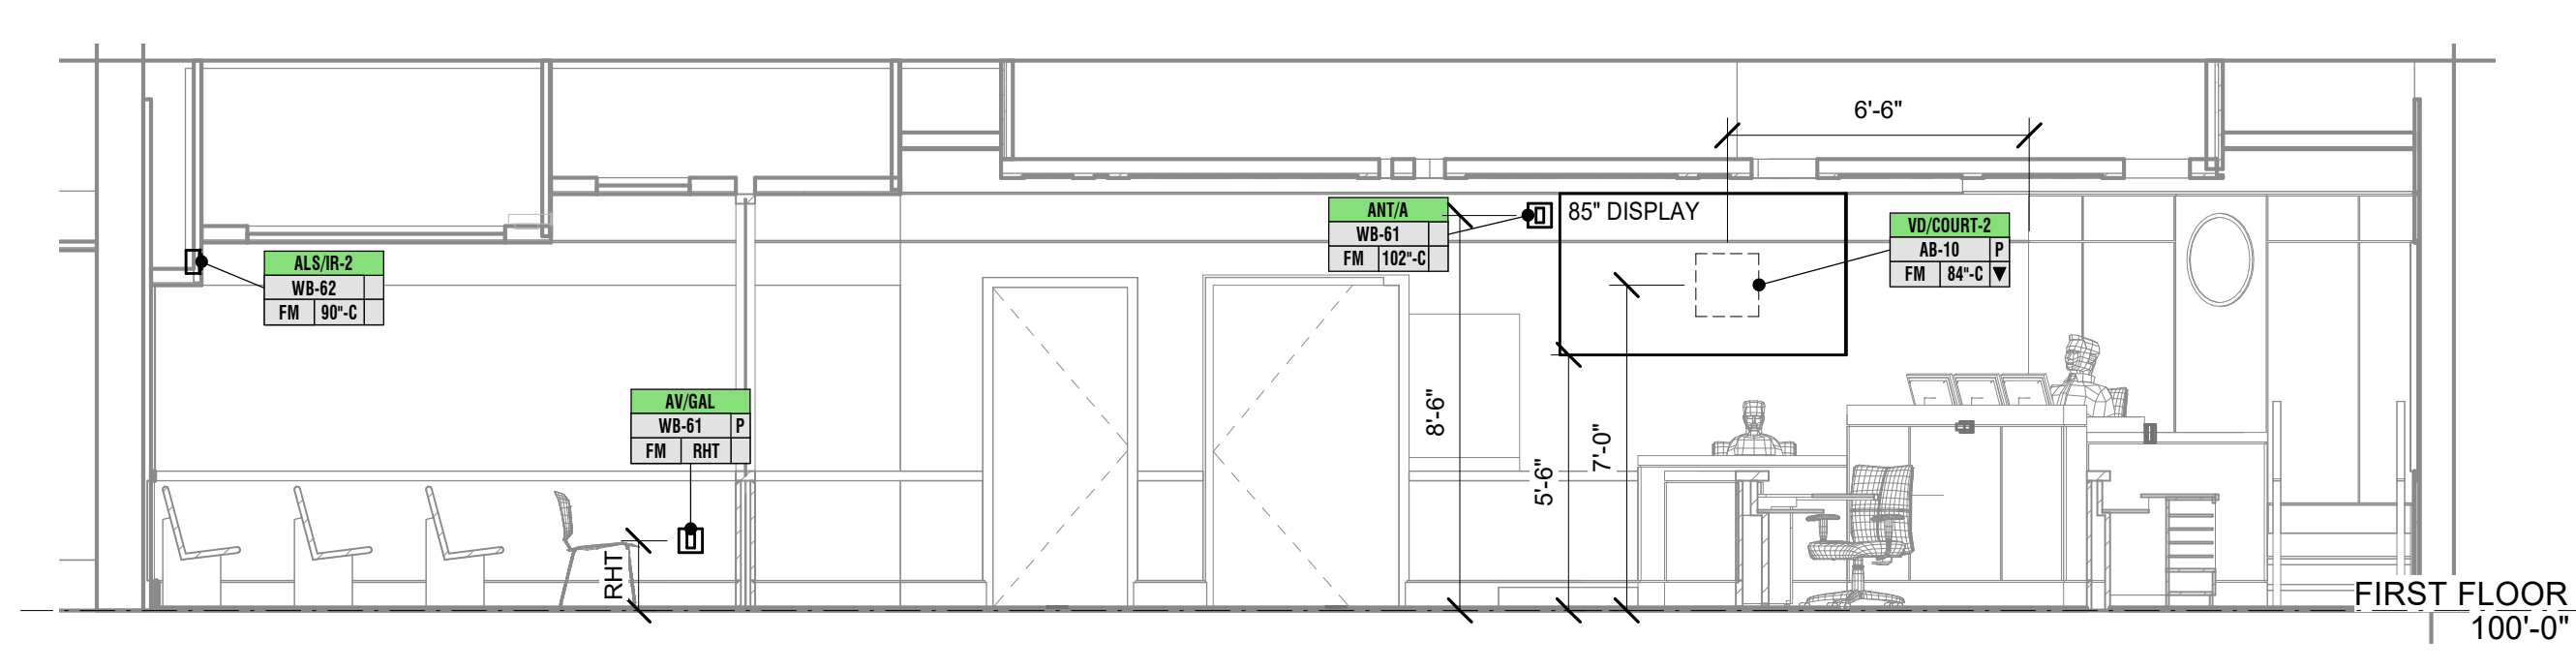 6'-6"
ANT/A
WB-61
FM 102"-C
85" DISPLAY
VD/COURT-2
AB-10 P
FM 84"-C ▼
ALS/IR-2
WB-62
FM 90"-C
AV/GAL
WB-61 P
FM RHT
8'-6"
5'-6"
7'-0"
RHT
FIRST FLOOR
100'-0"